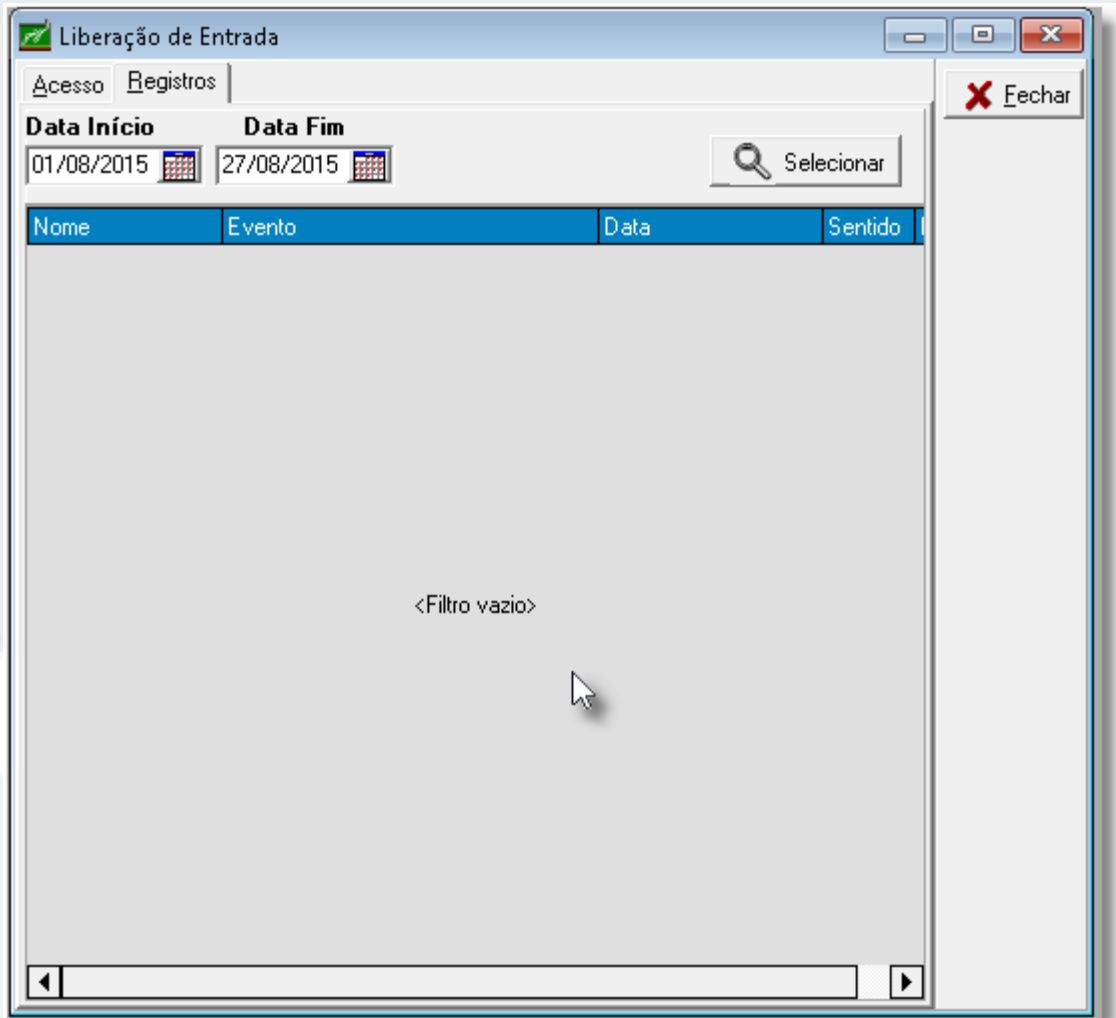 Liberação de Entrada
Acesso Registros
Fechar
Data Início Data Fim
01/08/2015 27/08/2015 Selecionar
Nome Evento Data Sentido
<Filtro vazio>